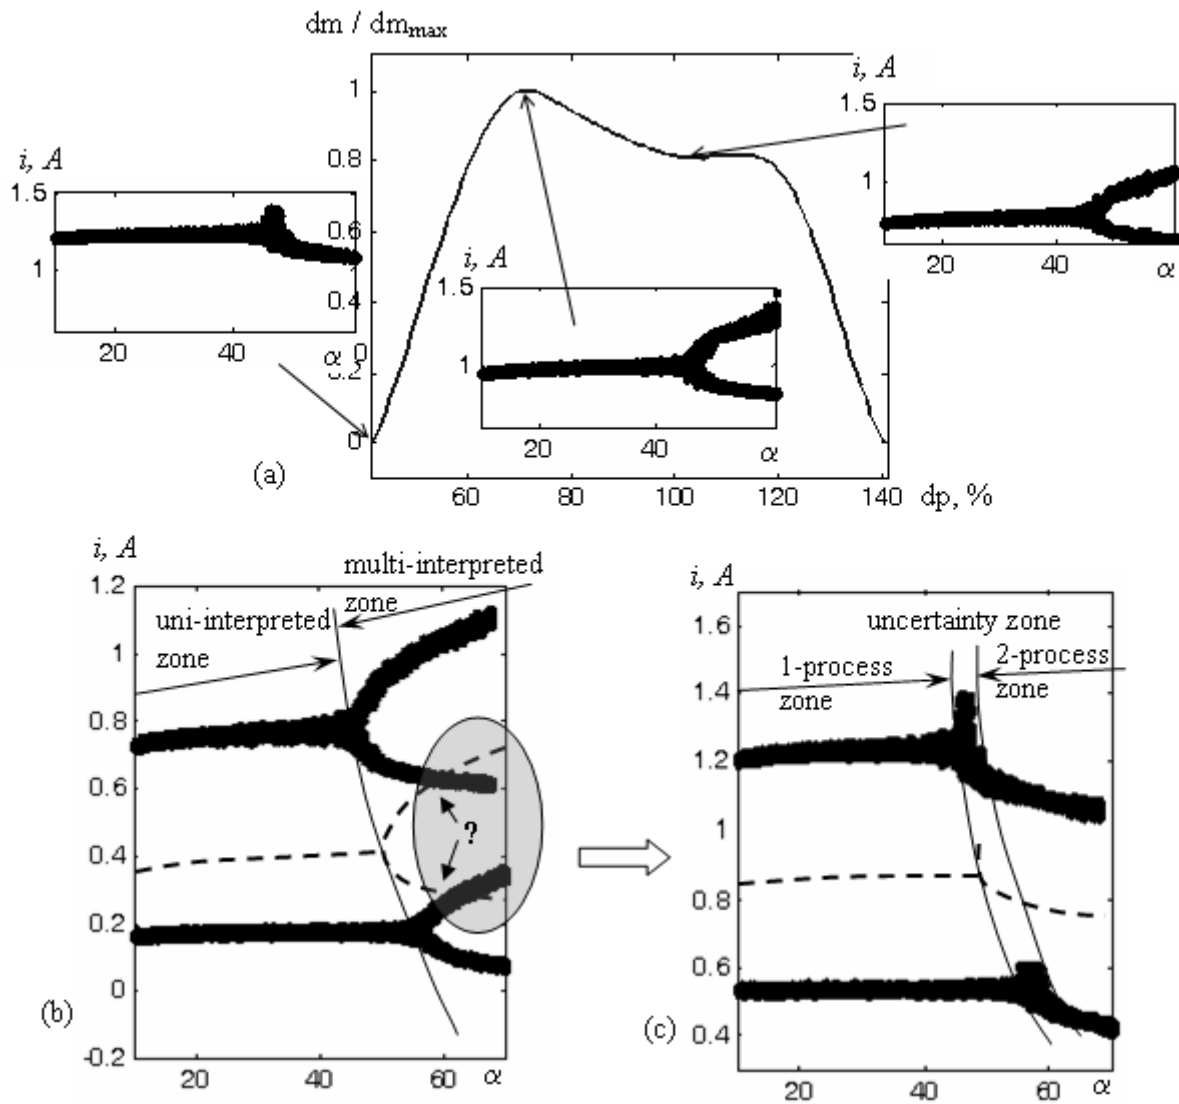 dm / dmmax
1
0.8
0.6
0.4
0.2
0
60
80
100
120
140
dp, %
i, A
1.5
1
20
40
α
0
i, A
1.5
1
20
40
α
i, A
1.5
1
20
40
α
(a)
i, A
1.2
1
0.8
0.6
0.4
0.2
0
-0.2
20
40
60
α
multi-interpreted
zone
uni-interpreted
zone
?
(b)
i, A
1.6
1.4
1.2
1
0.8
0.6
0.4
20
40
60
α
uncertainty zone
1-process
zone
2-process
zone
(c)